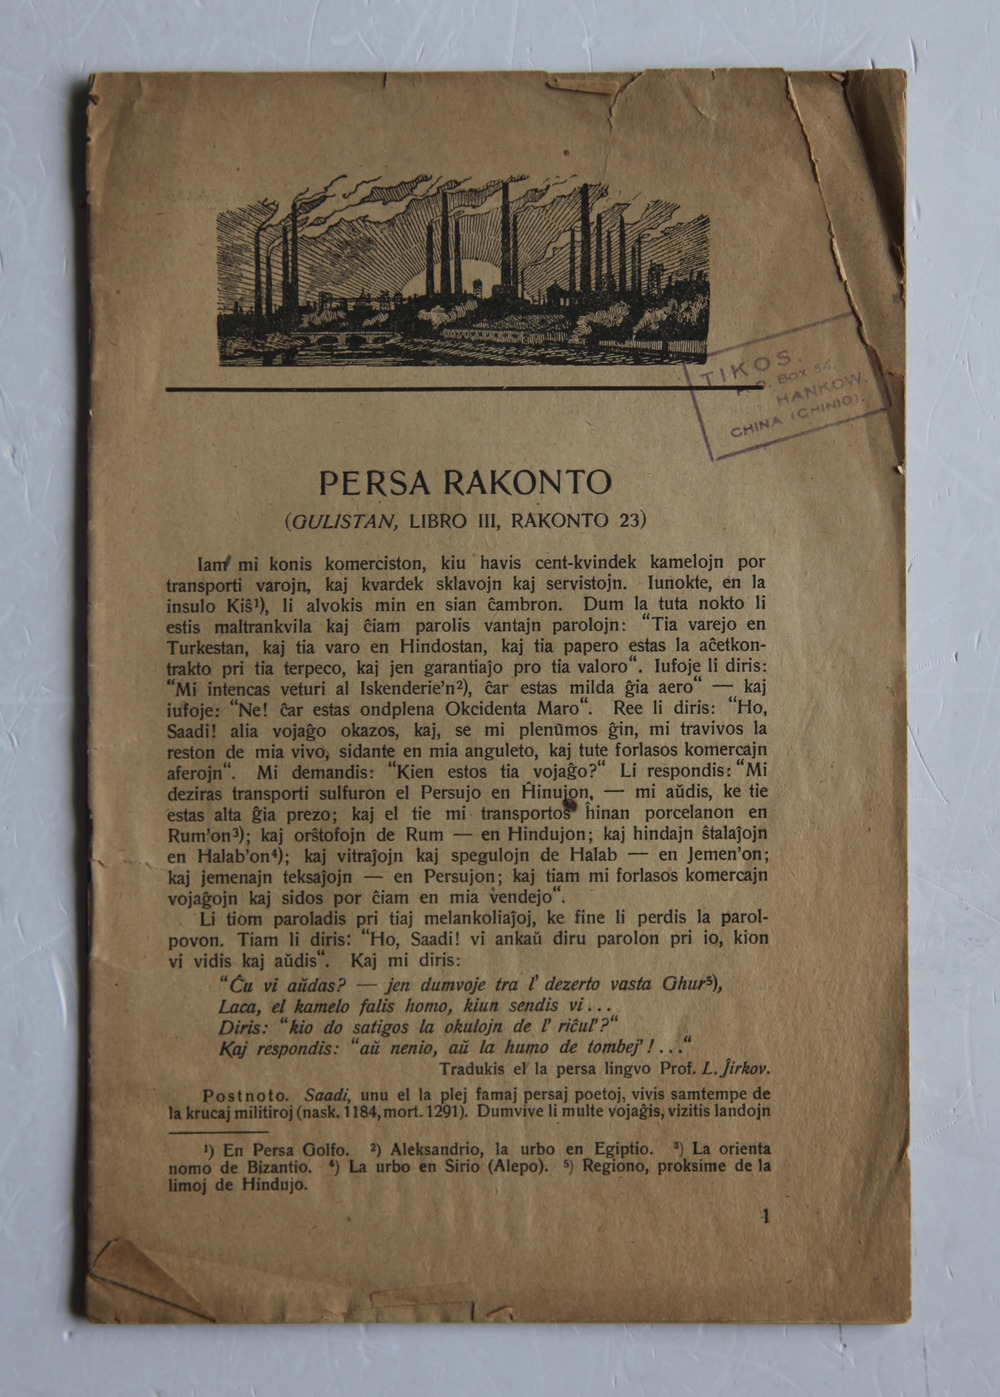 TIKOS.
P. O. BOX 54.
HANKOW.
CHINA (CHINIO).
PERSA RAKONTO
(GULISTAN, LIBRO III, RAKONTO 23)
Iam mi konis komerciston, kiu havis cent-kvindek kamelojn por
transporti varojn, kaj kvardek sklavojn kaj servistojn. Iunokte, en la
insulo Kiŝ¹), li alvokis min en sian ĉambron. Dum la tuta nokto li
estis maltrankvila kaj ĉiam parolis vantajn parolojn: “Tia varejo en
Turkestan, kaj tia varo en Hindostan, kaj tia papero estas la aĉetkon-
trakto pri tia terpeco, kaj jen garantiaĵo pro tia valoro“. Iufoje li diris:
“Mi intencas veturi al Iskenderie’n²), ĉar estas milda ĝia aero“ — kaj
iufoje: “Ne! ĉar estas ondplena Okcidenta Maro“. Ree li diris: “Ho,
Saadi! alia vojaĝo okazos, kaj, se mi plenūmos ĝin, mi travivos la
reston de mia vivo, sidante en mia anguleto, kaj tute forlasos komercajn
aferojn“. Mi demandis: “Kien estos tia vojaĝo?“ Li respondis: “Mi
deziras transporti sulfuron el Persujo en Ĥinujon, — mi aŭdis, ke tie
estas alta ĝia prezo; kaj el tie mi transportos ĥinan porcelanon en
Rum’on³); kaj orŝtofojn de Rum — en Hindujon; kaj hindajn ŝtalaĵojn
en Halab’on⁴); kaj vitraĵojn kaj spegulojn de Halab — en Jemen’on;
kaj jemenajn teksaĵojn — en Persujon; kaj tiam mi forlasos komercajn
vojaĝojn kaj sidos por ĉiam en mia vendejo“.
Li tiom paroladis pri tiaj melankoliaĵoj, ke fine li perdis la parol-
povon. Tiam li diris: “Ho, Saadi! vi ankaŭ diru parolon pri io, kion
vi vidis kaj aŭdis“. Kaj mi diris:
“Ĉu vi aŭdas? — jen dumvoje tra l’ dezerto vasta Ghur⁵),
Laca, el kamelo falis homo, kiun sendis vi...
Diris: “kio do satigos la okulojn de l’ riĉul’?“
Kaj respondis: “aŭ nenio, aŭ la humo de tombej’!...“
Tradukis el la persa lingvo Prof. L. Ĵirkov.
Postnoto. Saadi, unu el la plej famaj persaj poetoj, vivis samtempe de
la krucaj militiroj (nask. 1184, mort. 1291). Dumvive li multe vojaĝis, vizitis landojn
¹) En Persa Golfo. ²) Aleksandrio, la urbo en Egiptio. ³) La orienta
nomo de Bizantio. ⁴) La urbo en Sirio (Alepo). ⁵) Regiono, proksime de la
limoj de Hindujo.
1